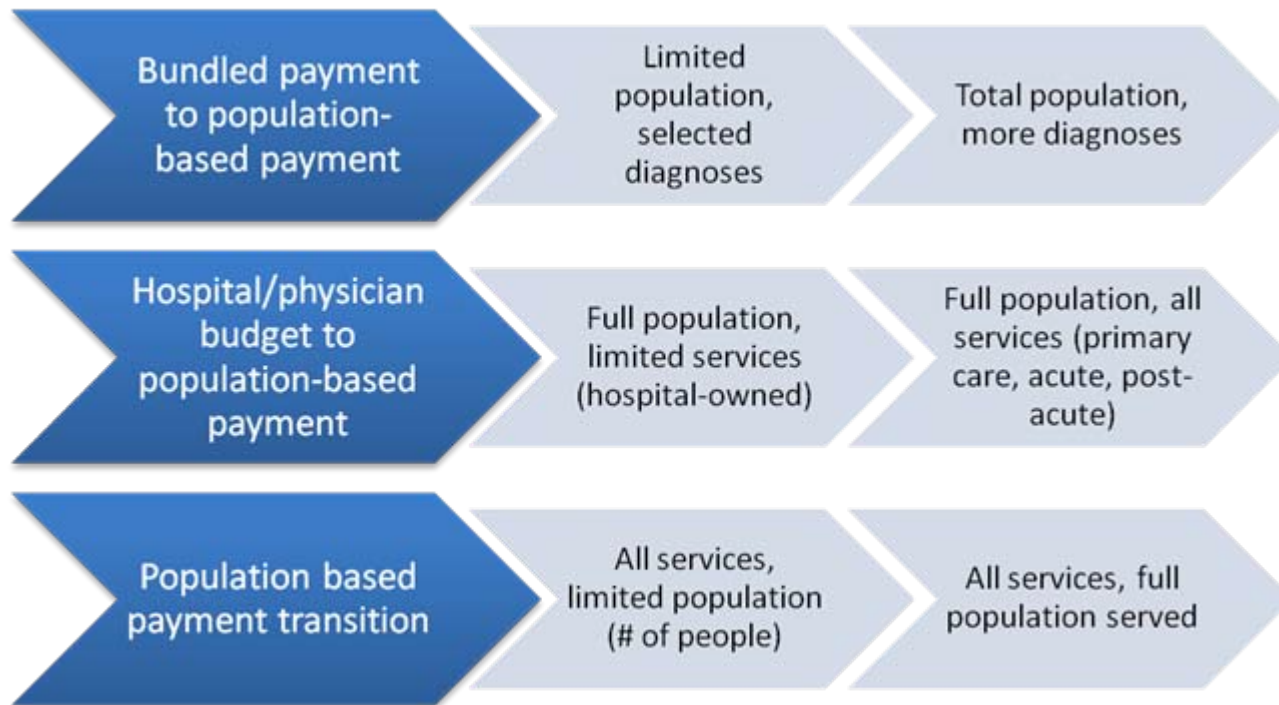 Bundled payment
to population-
based payment
Limited
population,
selected
diagnoses
Total population,
more diagnoses
Hospital/physician
budget to
population-based
payment
Full population,
limited services
(hospital-owned)
Full population, all
services (primary
care, acute, post-
acute)
Population based
payment transition
All services,
limited population
(# of people)
All services, full
population served